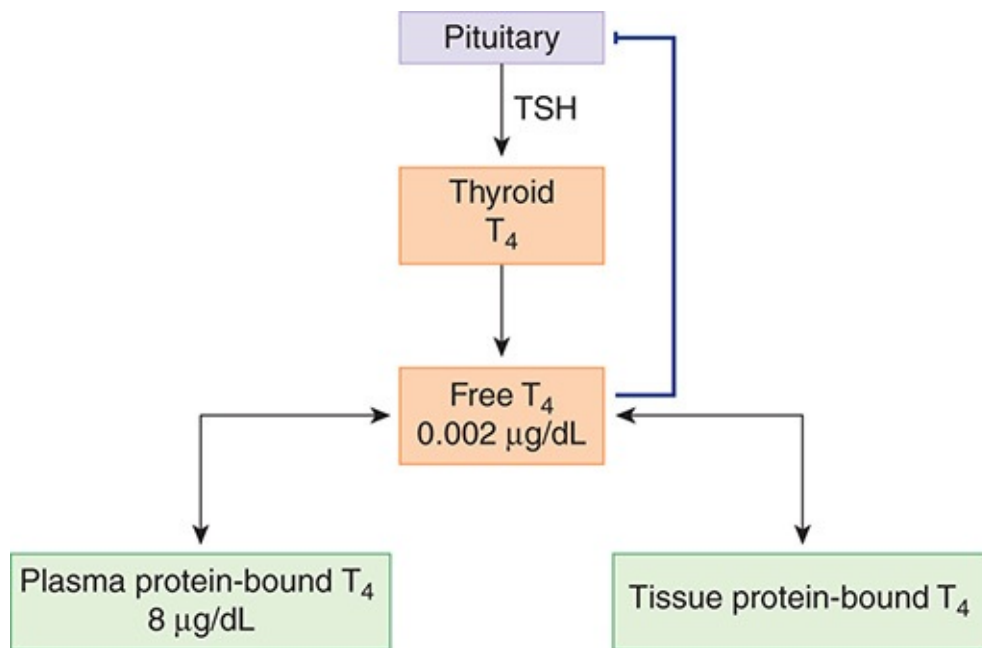 Pituitary
TSH
Thyroid
T₄
Free T₄
0.002 μg/dL
Plasma protein-bound T₄
8 μg/dL
Tissue protein-bound T₄